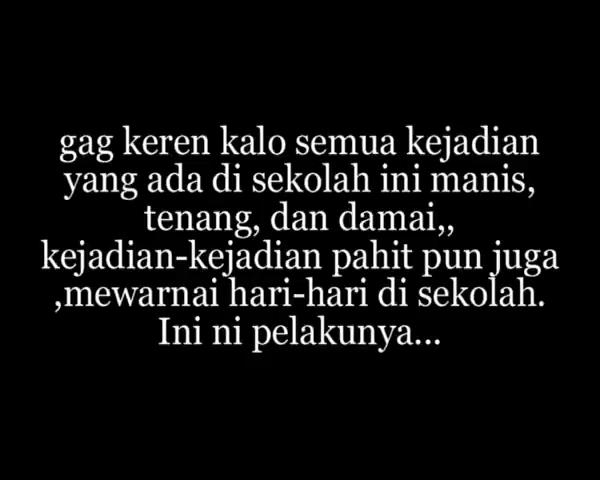 gag keren kalo semua kejadian
yang ada di sekolah ini manis,
tenang, dan damai,,
kejadian-kejadian pahit pun juga
,mewarnai hari-hari di sekolah.
Ini ni pelakunya...